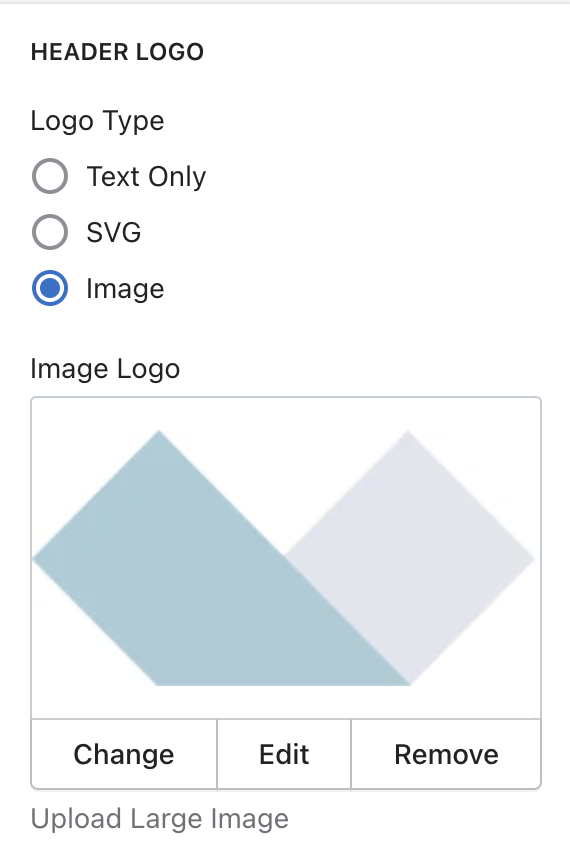 HEADER LOGO
Logo Type
Text Only
SVG
Image
Image Logo
Change Edit Remove
Upload Large Image